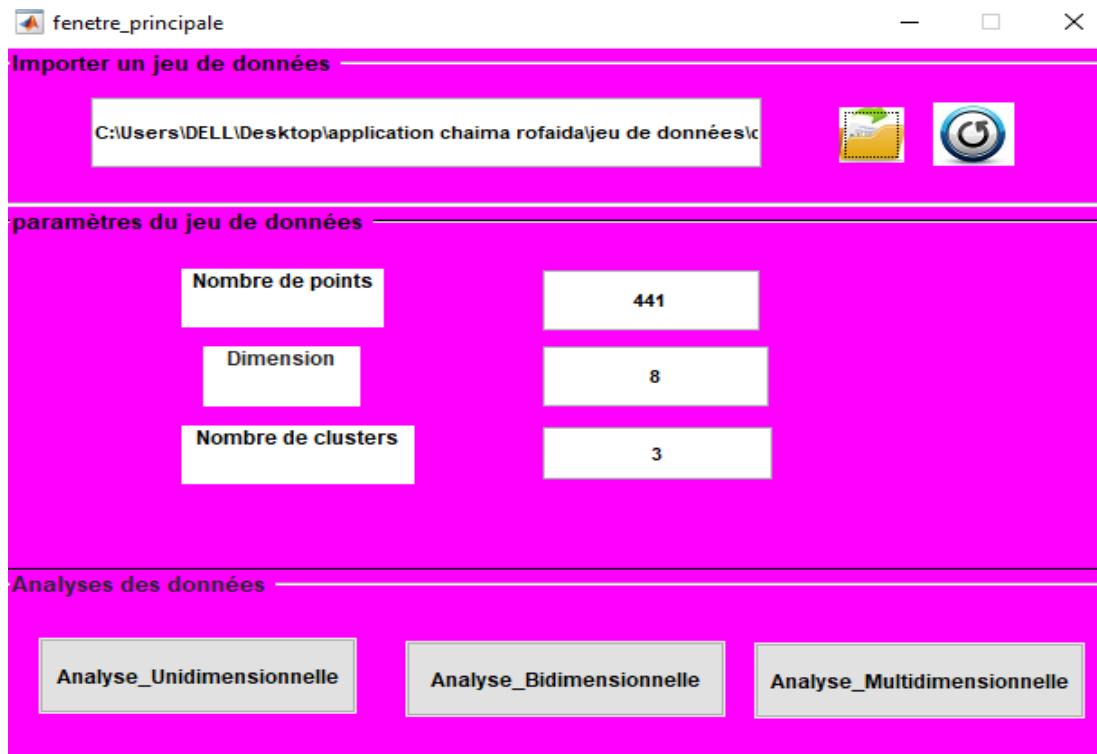 fenetre_principale
Importer un jeu de données
C:\Users\DELL\Desktop\application chaima rofaida\jeu de données\c
paramètres du jeu de données
Nombre de points
441
Dimension
8
Nombre de clusters
3
Analyses des données
Analyse_Unidimensionnelle
Analyse_Bidimensionnelle
Analyse_Multidimensionnelle